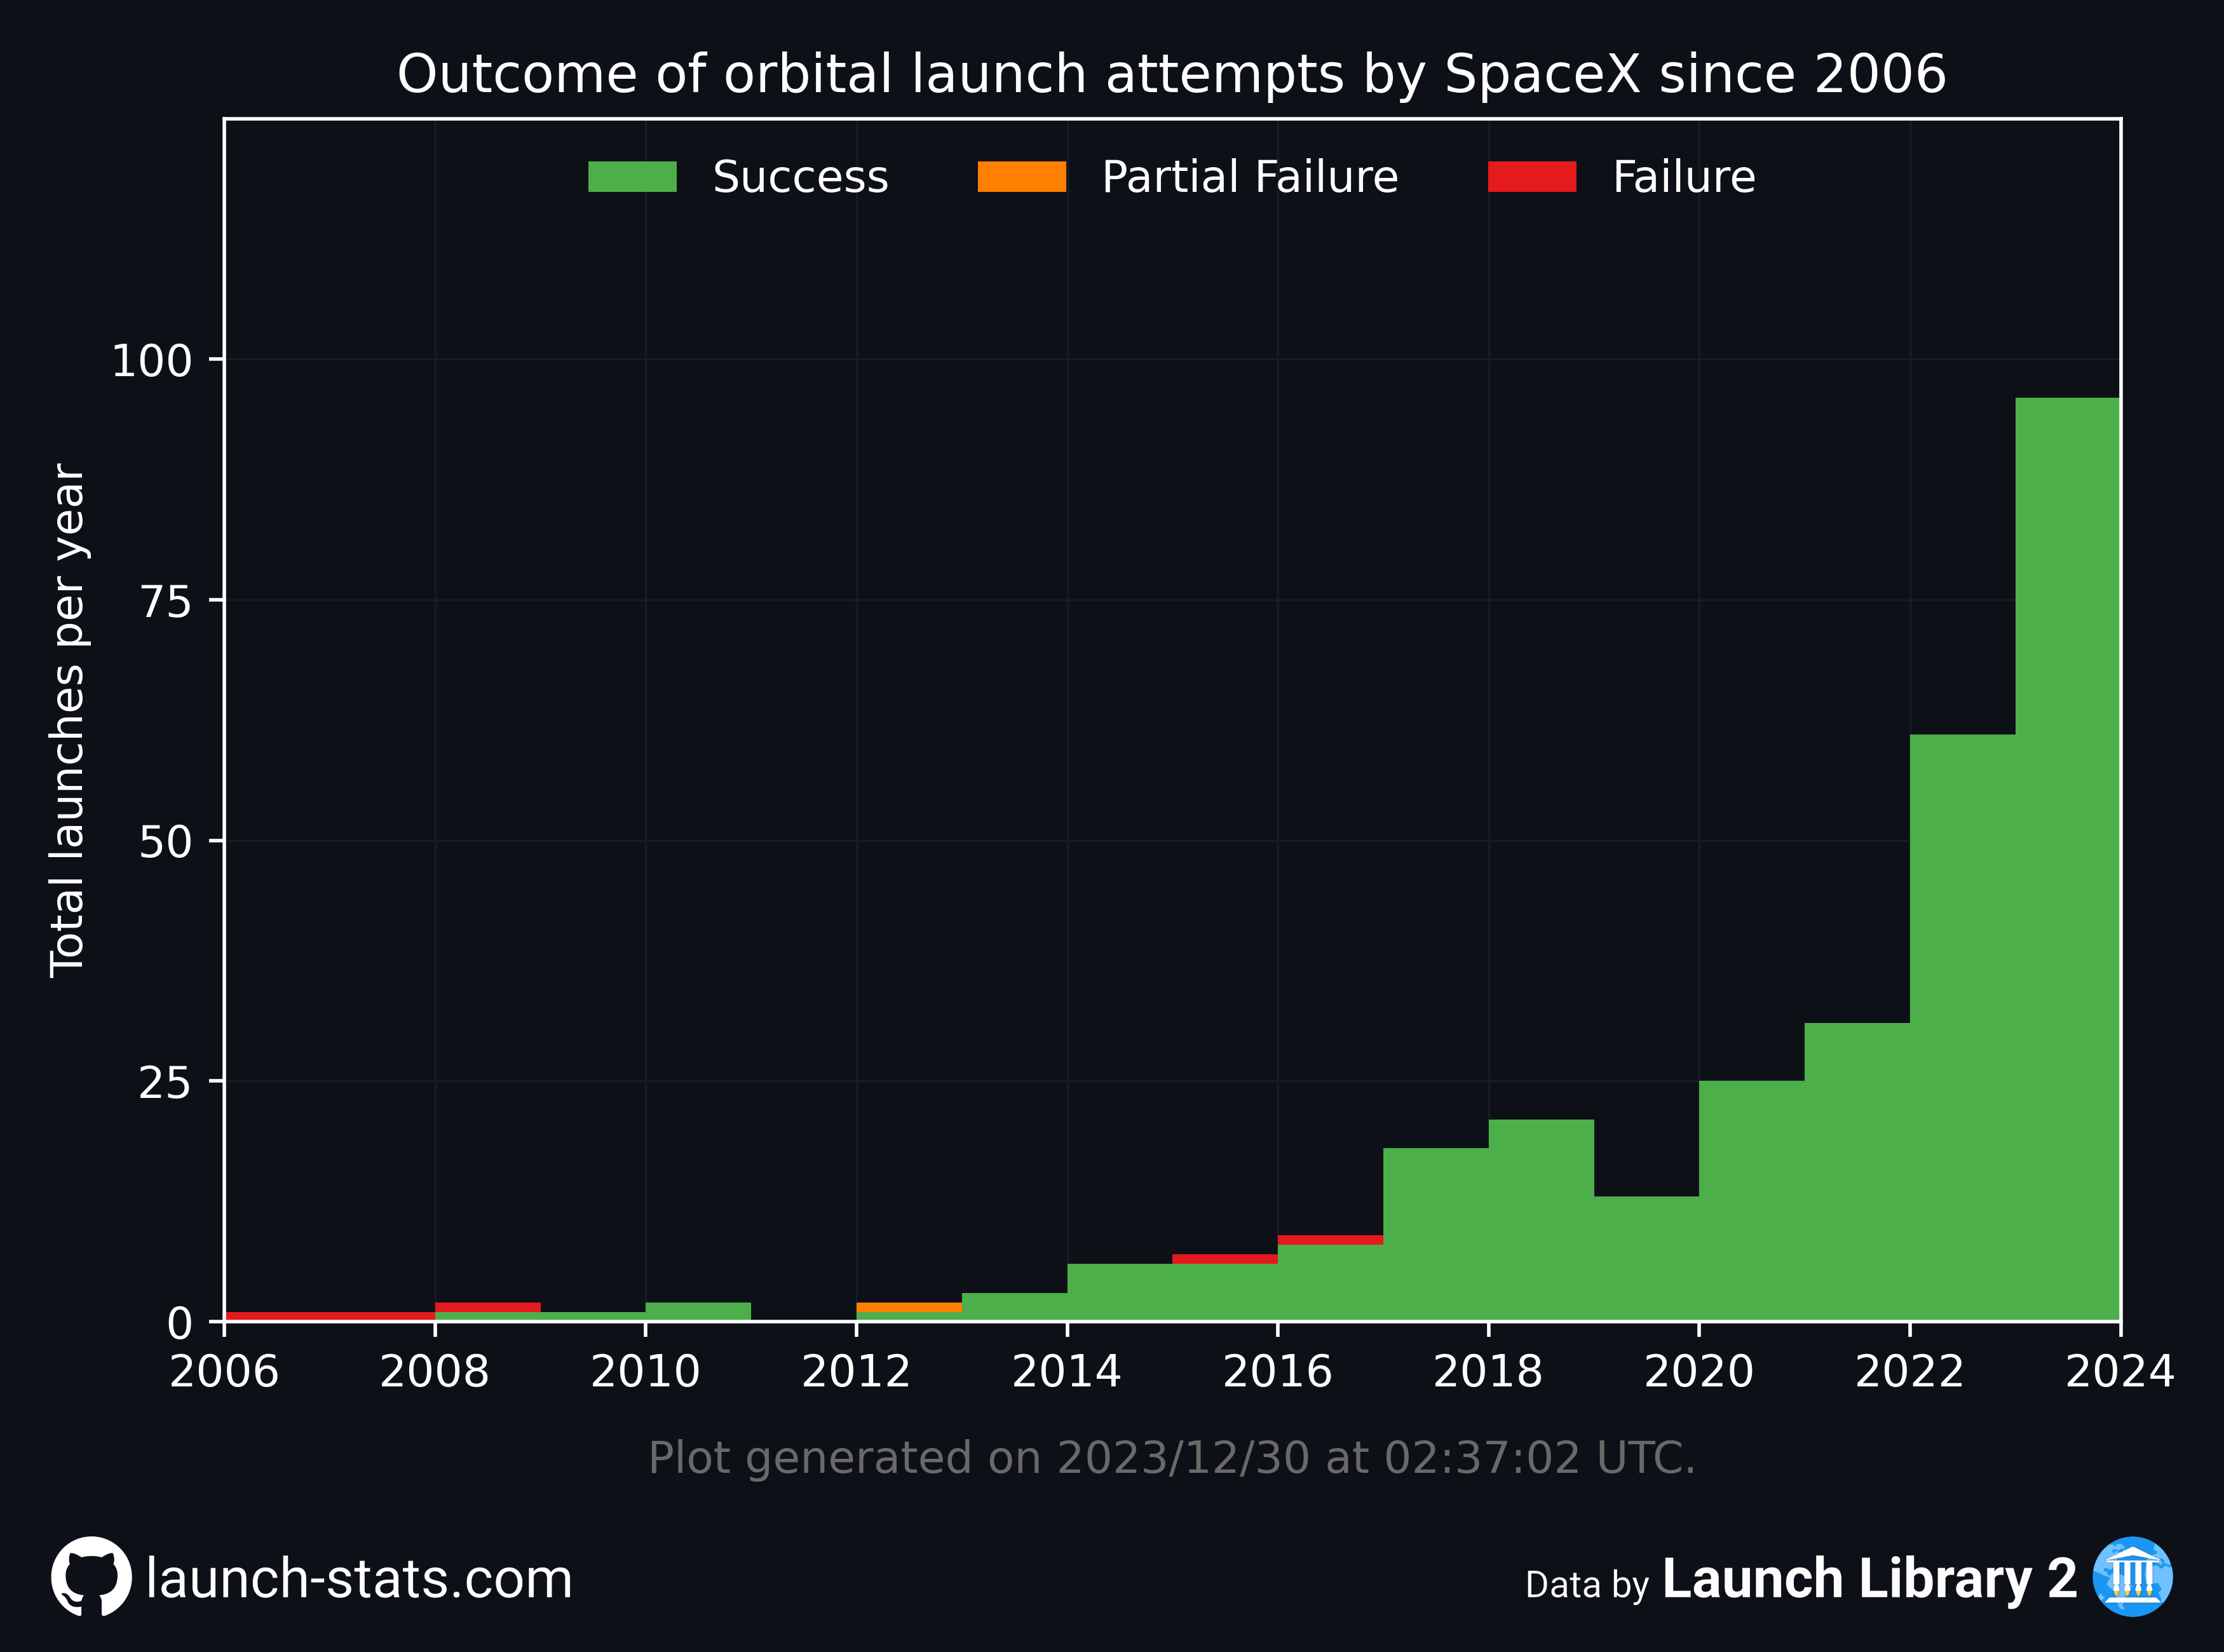 Outcome of orbital launch attempts by SpaceX since 2006
Success Partial Failure Failure
Total launches per year
100
75
50
25
0
2006 2008 2010 2012 2014 2016 2018 2020 2022 2024
Plot generated on 2023/12/30 at 02:37:02 UTC.
launch-stats.com
Data by Launch Library 2